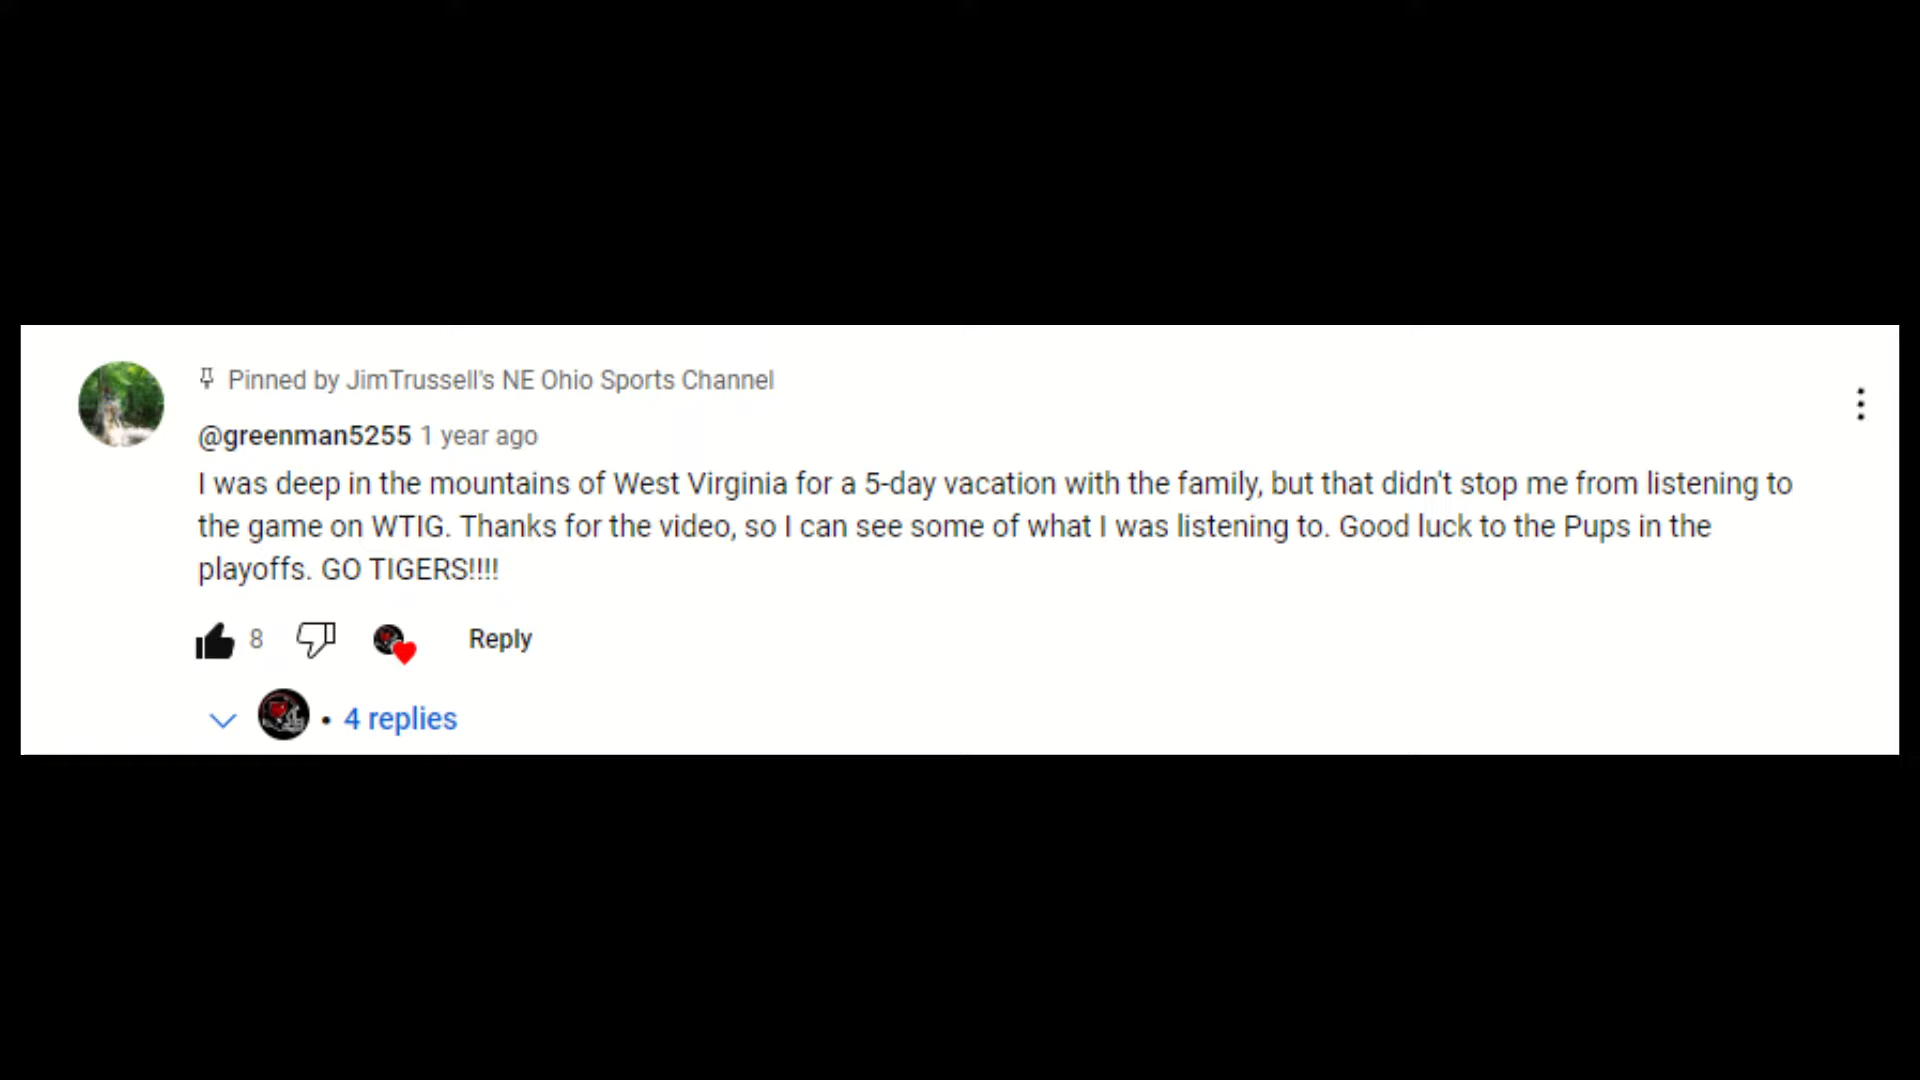 Pinned by JimTrussell's NE Ohio Sports Channel
@greenman5255 1 year ago
I was deep in the mountains of West Virginia for a 5-day vacation with the family, but that didn't stop me from listening to
the game on WTIG. Thanks for the video, so I can see some of what I was listening to. Good luck to the Pups in the
playoffs. GO TIGERS!!!!
8 Reply
• 4 replies